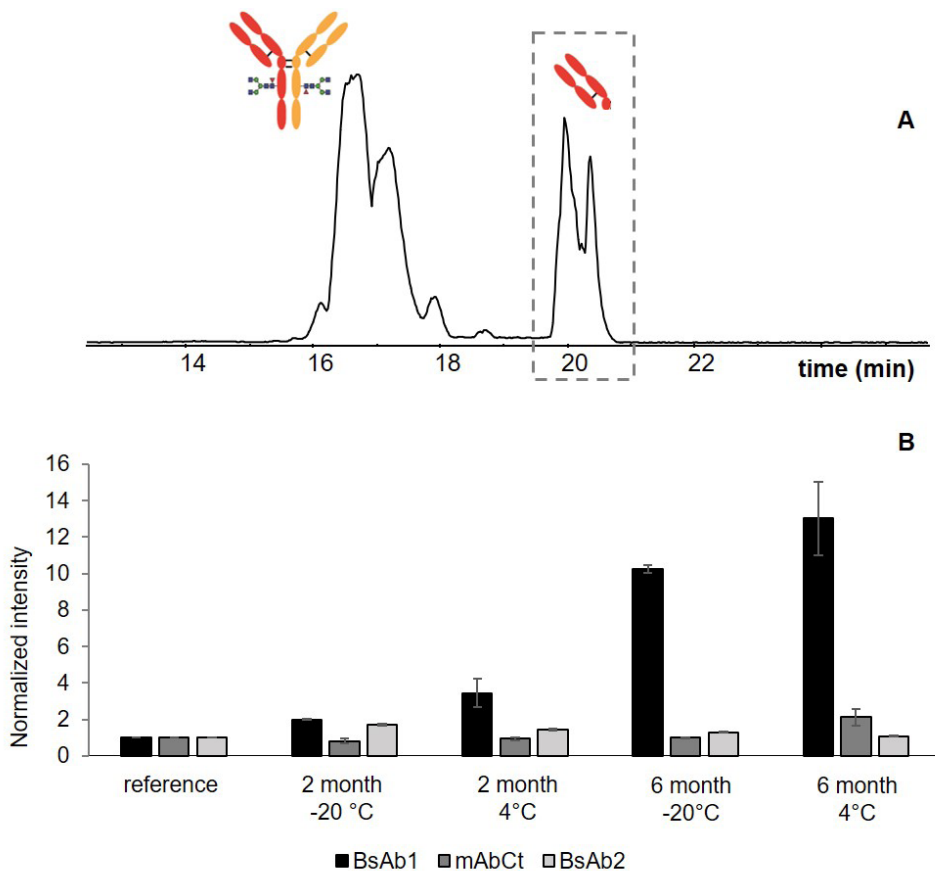 A
14 16 18 20 22
time (min)
B
Normalized intensity
16
14
12
10
8
6
4
2
0
reference 2 month 2 month 6 month 6 month
-20 °C 4°C -20 °C 4°C
BsAb1 mAbCt BsAb2